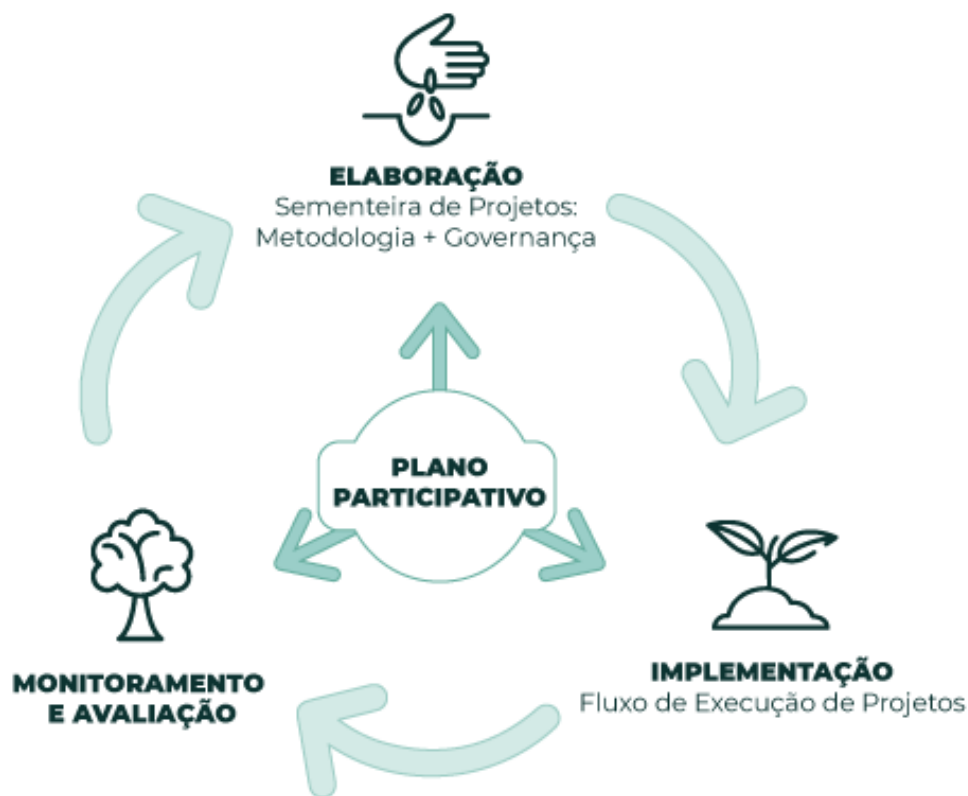 ELABORAÇÃO
Sementeira de Projetos:
Metodologia + Governança
PLANO
PARTICIPATIVO
MONITORAMENTO
E AVALIAÇÃO
IMPLEMENTAÇÃO
Fluxo de Execução de Projetos